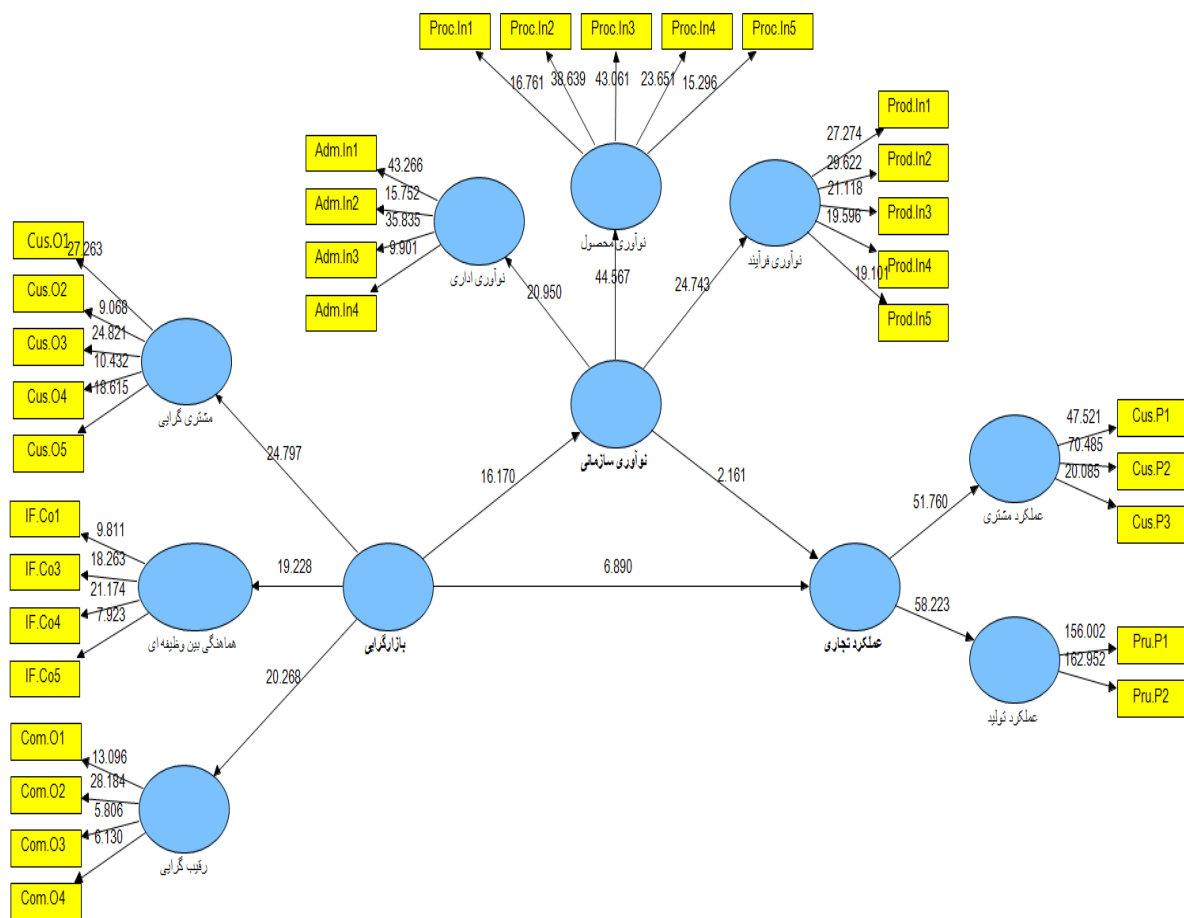 Proc.In1
Proc.In2
Proc.In3
Proc.In4
Proc.In5
16.761
38.639
43.061
23.651
15.296
نوآوری محصول
Adm.In1
Adm.In2
Adm.In3
Adm.In4
43.266
15.752
35.835
9.901
نوآوری اداری
Prod.In1
Prod.In2
Prod.In3
Prod.In4
Prod.In5
27.274
29.622
21.118
19.596
19.101
نوآوری فرآیند
20.950
44.567
24.743
نوآوری سازمانی
Cus.O1
Cus.O2
Cus.O3
Cus.O4
Cus.O5
27.263
9.068
24.821
10.432
18.615
مشتری گرایی
24.797
16.170
2.161
IF.Co1
IF.Co3
IF.Co4
IF.Co5
9.811
18.263
21.174
7.923
هماهنگی بین وظیفه ای
19.228
بازارگرایی
6.890
عملکرد تجاری
51.760
58.223
Cus.P1
Cus.P2
Cus.P3
47.521
70.485
20.085
عملکرد مشتری
Pru.P1
Pru.P2
156.002
162.952
عملکرد تولید
20.268
Com.O1
Com.O2
Com.O3
Com.O4
13.096
28.184
5.806
6.130
رقیب گرایی